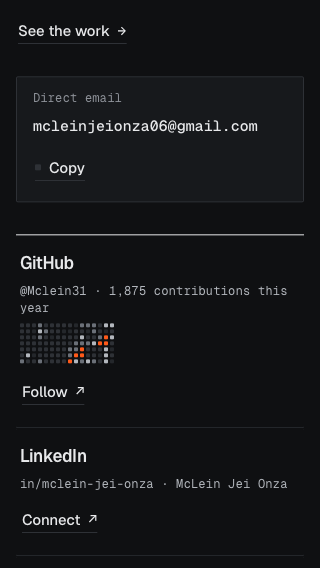 See the work →
Direct email
mcleinjeionza06@gmail.com
Copy
GitHub
@Mclein31 · 1,875 contributions this
year
Follow ↗
LinkedIn
in/mclein-jei-onza · McLein Jei Onza
Connect ↗